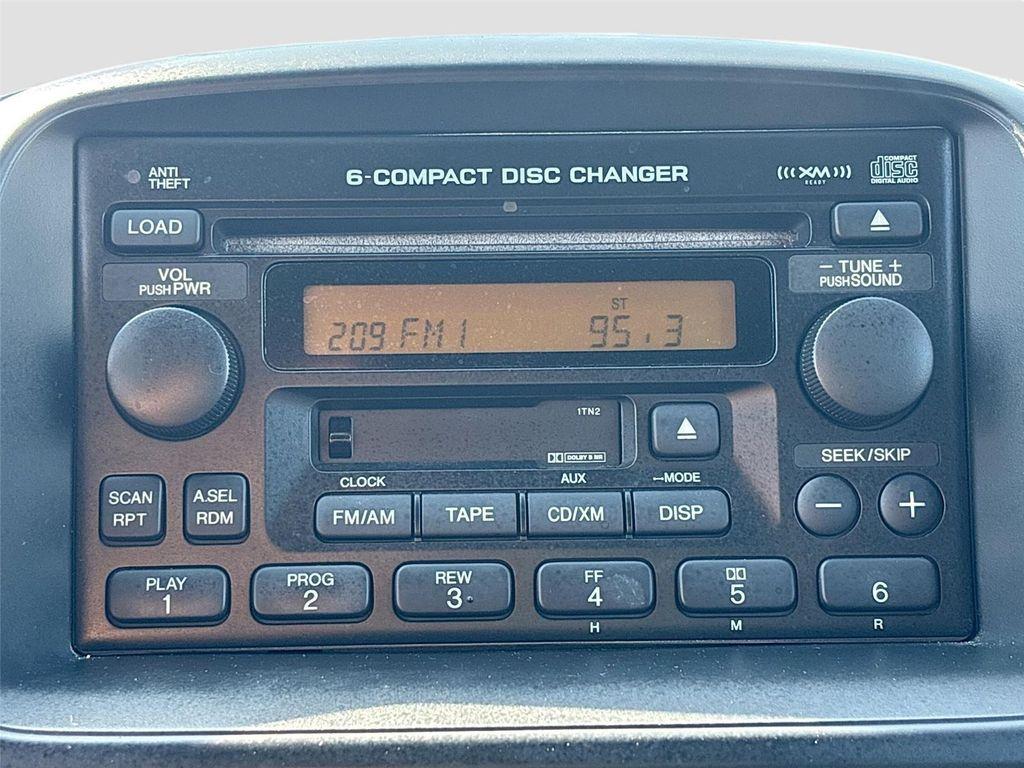 ANTI
THEFT
6-COMPACT DISC CHANGER
XM
READY
COMPACT
disc
DIGITAL AUDIO
LOAD
VOL
PUSH PWR
- TUNE +
PUSH SOUND
ST
209 FM1 95.3
1TN2
DOLBY B NR
SEEK/SKIP
CLOCK
AUX
MODE
SCAN
RPT
A.SEL
RDM
FM/AM
TAPE
CD/XM
DISP
- +
PLAY
1
PROG
2
REW
3
FF
4
5
6
H
M
R